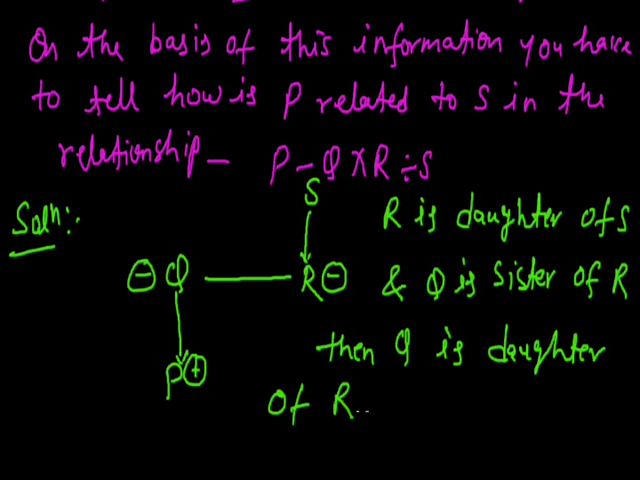 On the basis of this information you have
to tell how is P related to S in the
relationship - P - Q × R ÷ S
Soln:-
S
R is daughter of S
⊖ Q
R ⊖
& Q is sister of R
then Q is daughter
P ⊕
Of R..